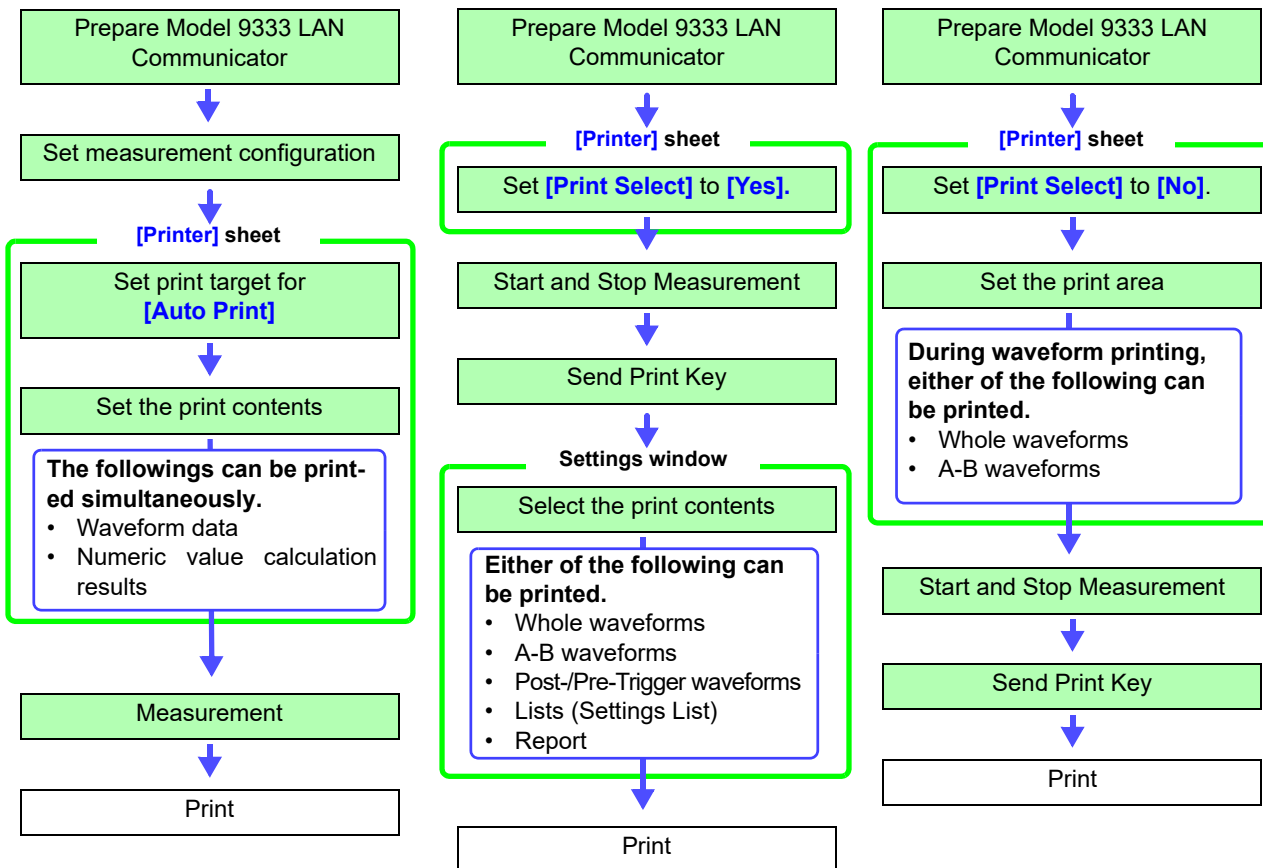 Prepare Model 9333 LAN
Communicator
Set measurement configuration
[Printer] sheet
Set print target for
[Auto Print]
Set the print contents
The followings can be print-
ed simultaneously.
• Waveform data
• Numeric value calculation
results
Measurement
Print
Prepare Model 9333 LAN
Communicator
[Printer] sheet
Set [Print Select] to [Yes].
Start and Stop Measurement
Send Print Key
Settings window
Select the print contents
Either of the following can
be printed.
• Whole waveforms
• A-B waveforms
• Post-/Pre-Trigger waveforms
• Lists (Settings List)
• Report
Print
Prepare Model 9333 LAN
Communicator
[Printer] sheet
Set [Print Select] to [No].
Set the print area
During waveform printing,
either of the following can
be printed.
• Whole waveforms
• A-B waveforms
Start and Stop Measurement
Send Print Key
Print